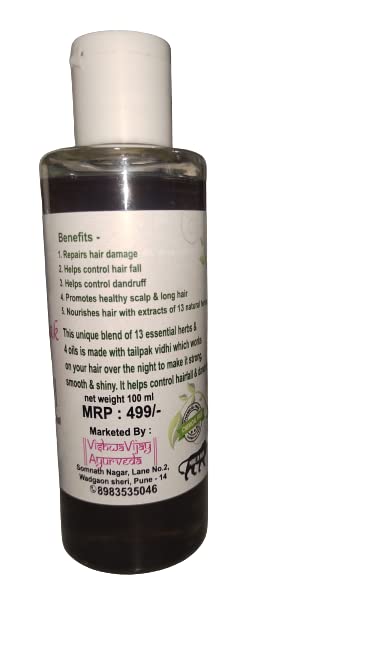 Benefits -
1. Repairs hair damage
2. Helps control hair fall
3. Helps control dandruff
4. Promotes healthy scalp & long hair
5. Nourishes hair with extracts of 13 natural
This unique blend of 13 essential herbs &
4 oils is made with tailpak vidhi which works
on your hair over the night to make it strong,
smooth & shiny. It helps control hairfall &
net weight 100 ml
MRP : 499/-
Marketed By :
VishwaVijay
Ayurveda
Somnath Nagar, Lane No.2,
Wadgaon sheri, Pune - 14
8983535046